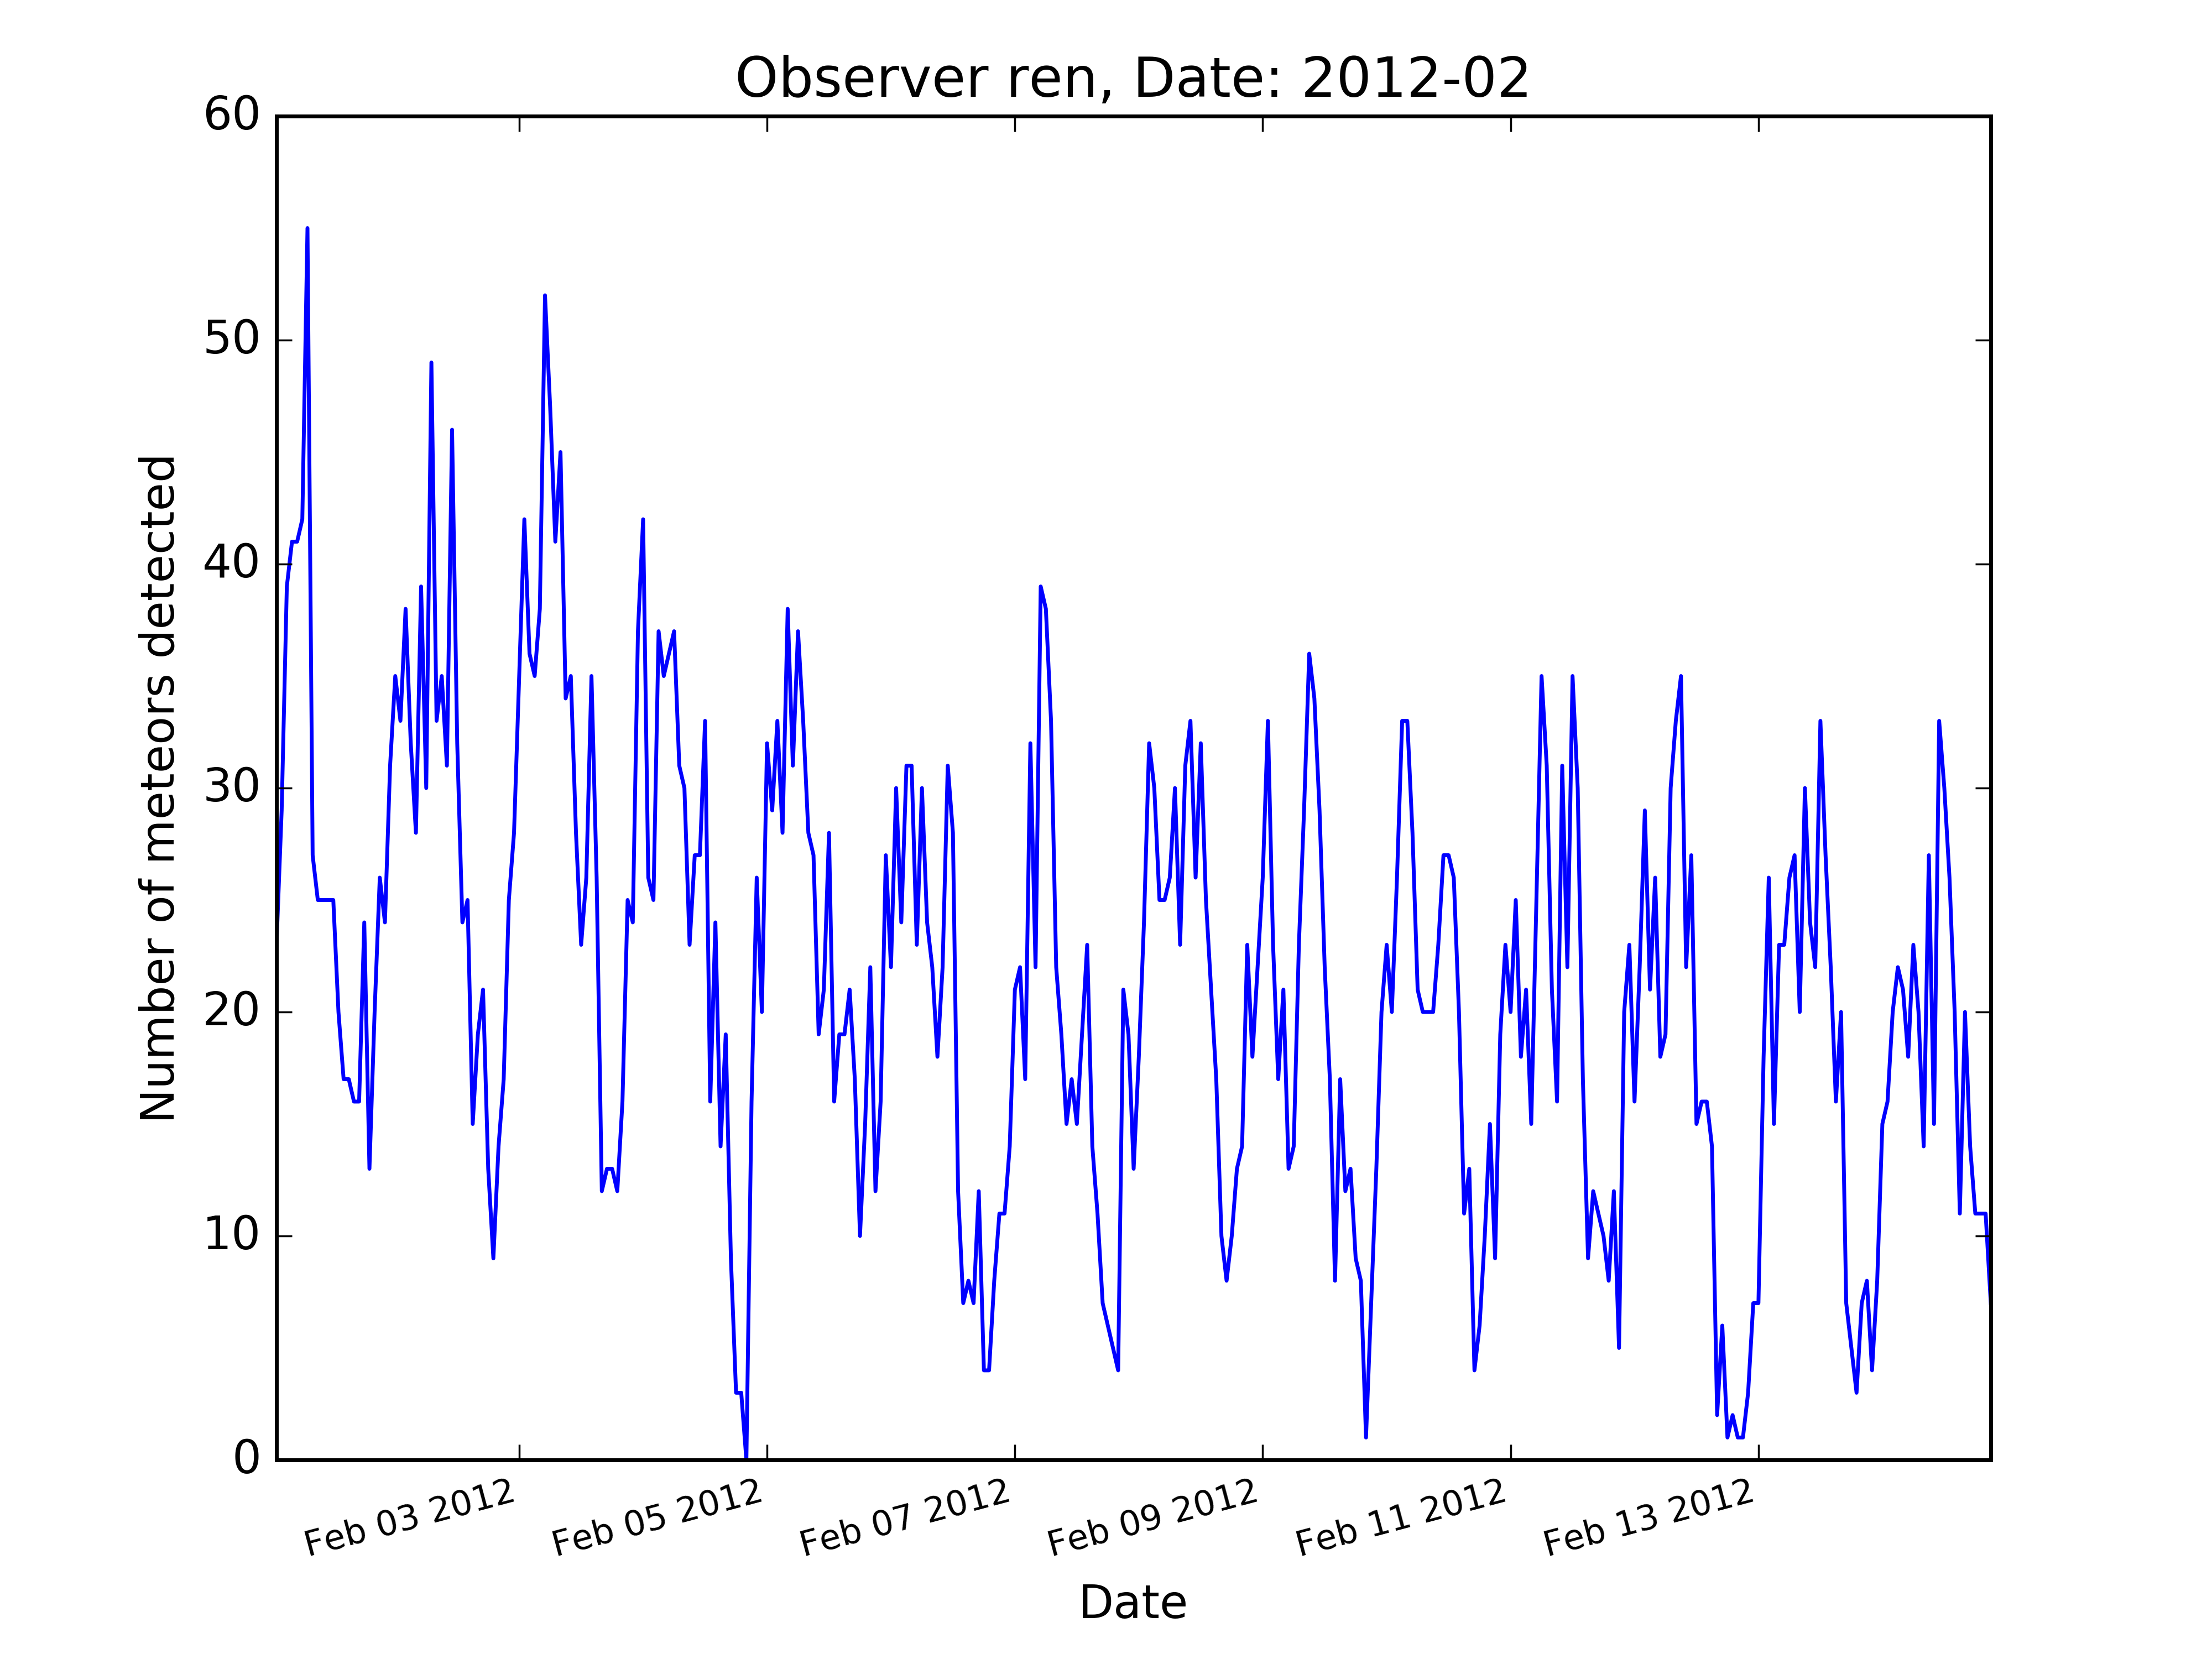 Observer ren, Date: 2012-02
60
50
40
30
20
10
0
Number of meteors detected
Feb 03 2012
Feb 05 2012
Feb 07 2012
Feb 09 2012
Feb 11 2012
Feb 13 2012
Date